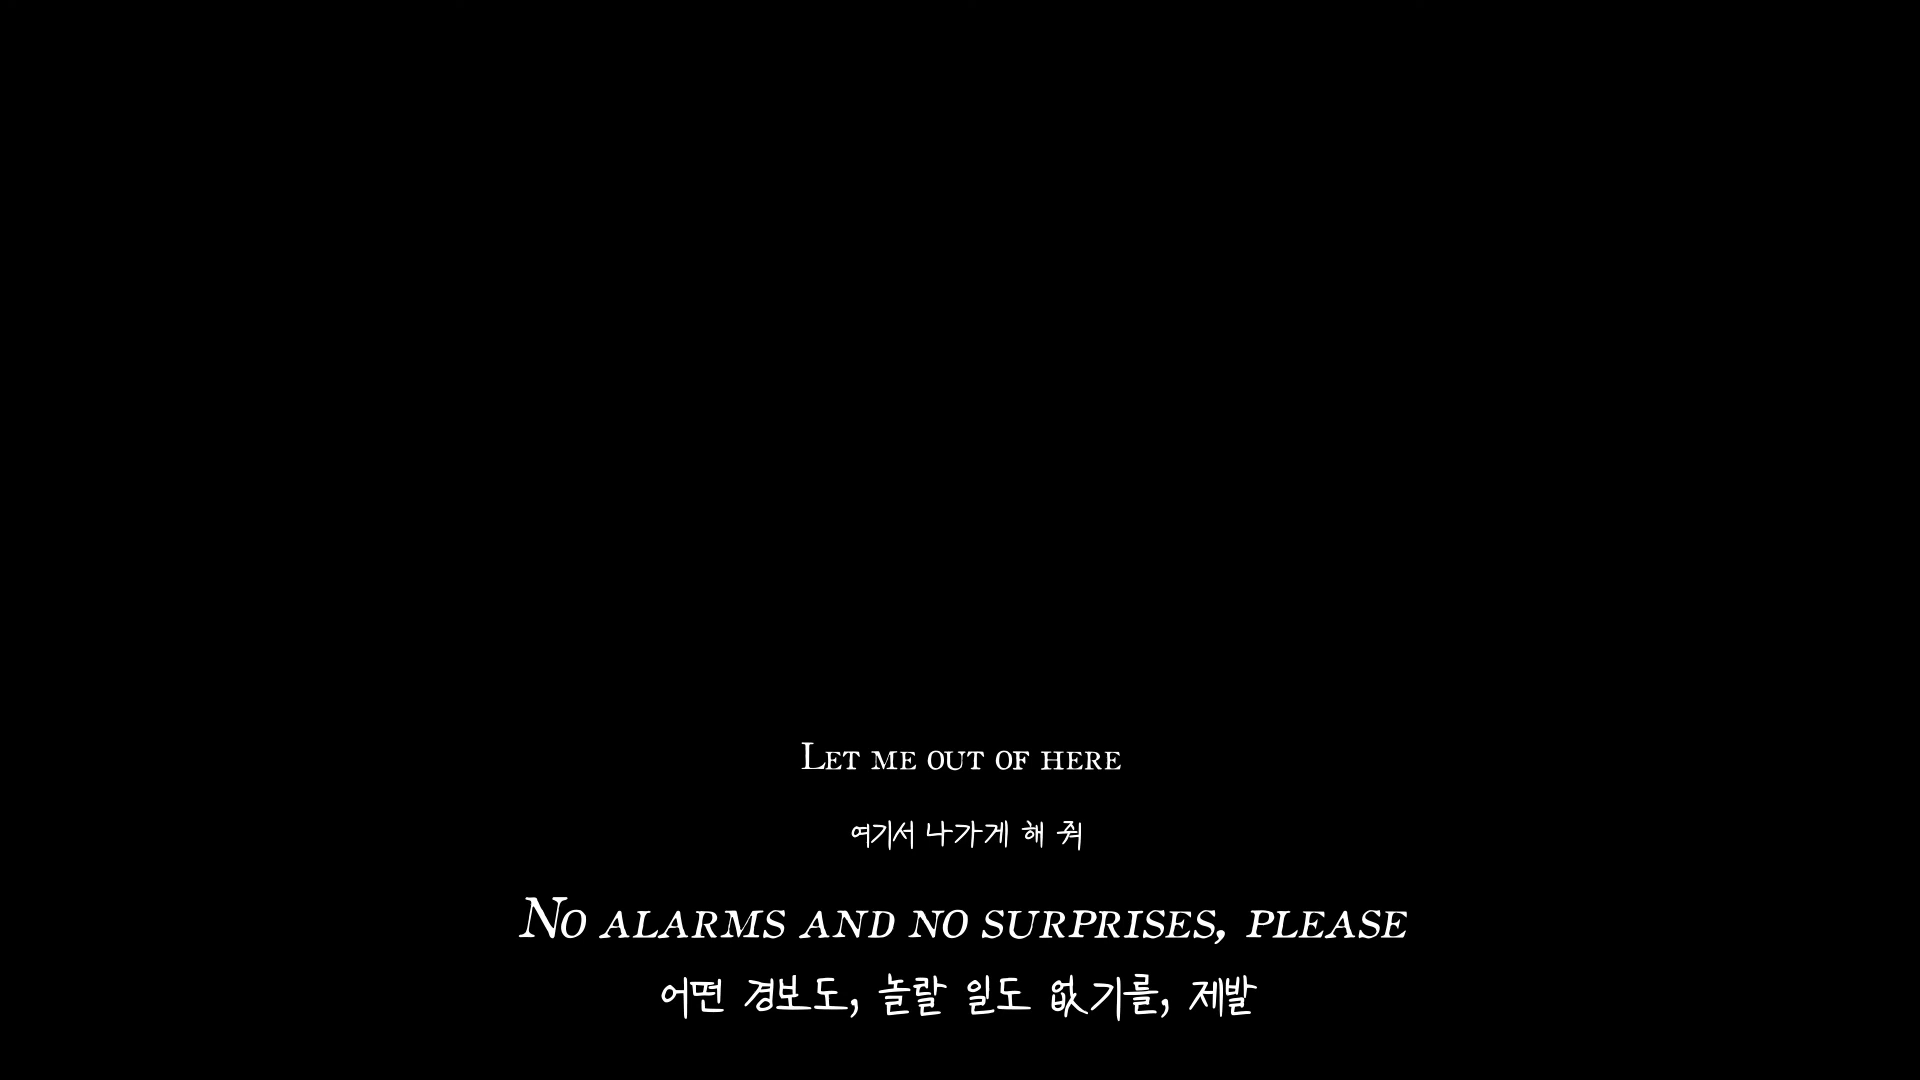 Let me out of here
여기서 나가게 해 줘
No alarms and no surprises, please
어떤 경보도, 놀랄 일도 없기를, 제발